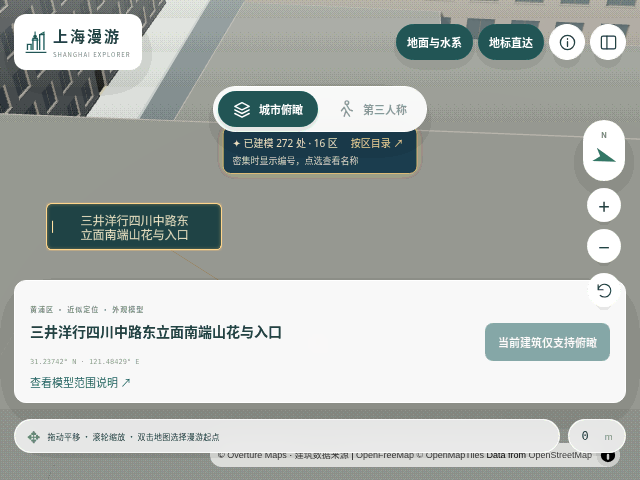 上海漫游
SHANGHAI EXPLORER
地面与水系
地标直达
城市俯瞰
第三人称
✦ 已建模 272 处 · 16 区 按区目录 ↗
密集时显示编号，点选查看名称
N
三井洋行四川中路东
立面南端山花与入口
+
−
黄浦区 · 近似定位 · 外观模型
三井洋行四川中路东立面南端山花与入口
31.23742° N · 121.48429° E
查看模型范围说明 ↗
当前建筑仅支持俯瞰
拖动平移 · 滚轮缩放 · 双击地图选择漫游起点
0 m
© Overture Maps · 建筑数据来源 | OpenFreeMap © OpenMapTiles Data from OpenStreetMap